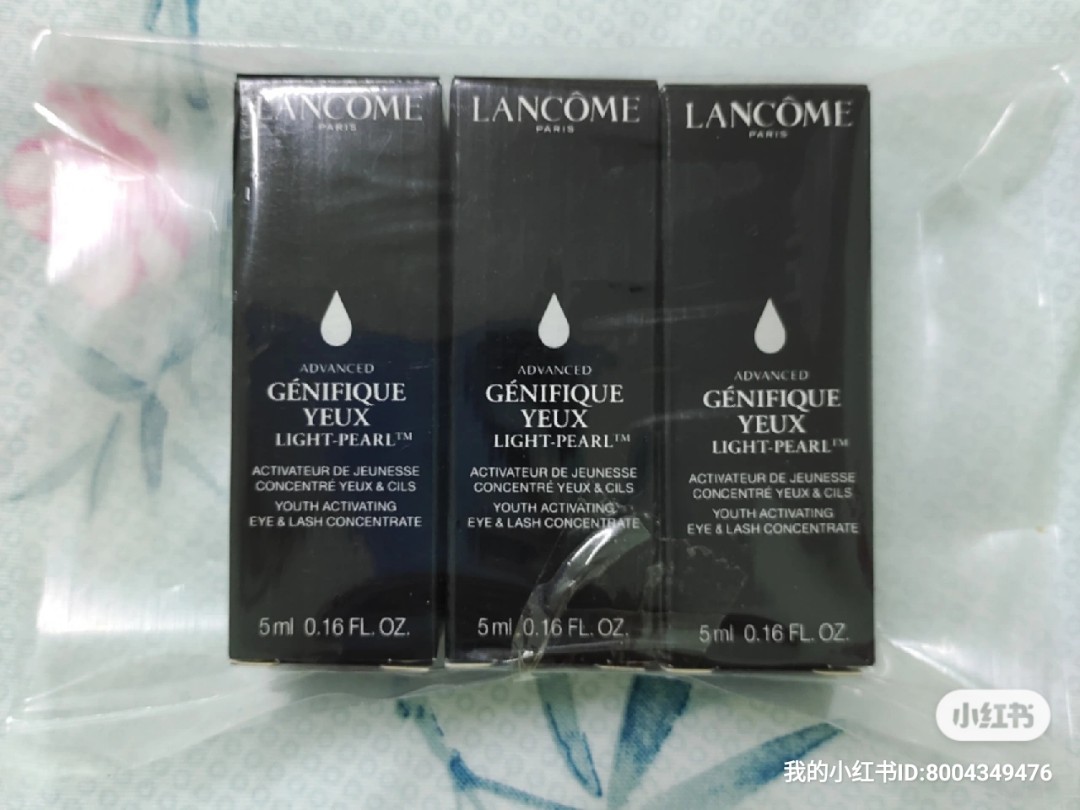 LANCÔME
PARIS
ADVANCED
GÉNIFIQUE
YEUX
LIGHT-PEARL™
ACTIVATEUR DE JEUNESSE
CONCENTRÉ YEUX & CILS
YOUTH ACTIVATING
EYE & LASH CONCENTRATE
5ml 0.16 FL. OZ.
LANCÔME
PARIS
ADVANCED
GÉNIFIQUE
YEUX
LIGHT-PEARL™
ACTIVATEUR DE JEUNESSE
CONCENTRÉ YEUX & CILS
YOUTH ACTIVATING
EYE & LASH CONCENTRATE
5ml 0.16 FL. OZ.
LANCÔME
PARIS
ADVANCED
GÉNIFIQUE
YEUX
LIGHT-PEARL™
ACTIVATEUR DE JEUNESSE
CONCENTRÉ YEUX & CILS
YOUTH ACTIVATING
EYE & LASH CONCENTRATE
5ml 0.16 FL. OZ.
小红书
我的小红书ID:8004349476